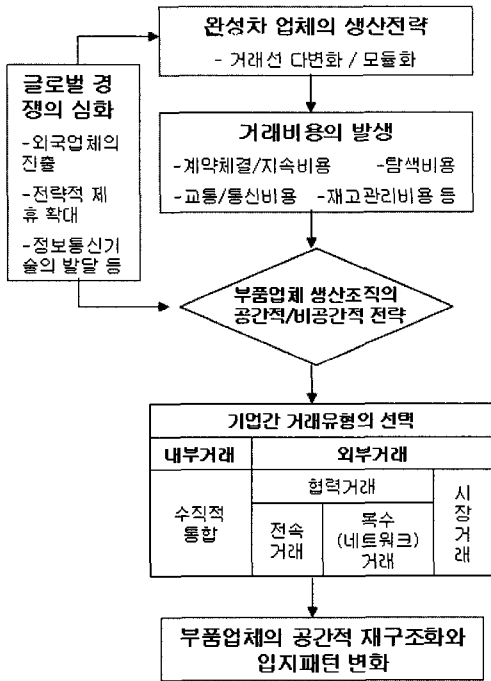 완성차 업체의 생산전략
- 거래선 다변화 / 모듈화
글로벌 경
쟁의 심화
-외국업체의
진출
-전략적 제
휴 확대
-정보통신기
술의 발달 등
거래비용의 발생
-계약체결/지속비용 -탐색비용
-교통/통신비용 -재고관리비용 등
부품업체 생산조직의
공간적/비공간적 전략
기업간 거래유형의 선택
내부거래 외부거래
수직적
통합
협력거래
전속
거래
복수
(네트워크)
거래
시
장
거
래
부품업체의 공간적 재구조화와
입지패턴 변화